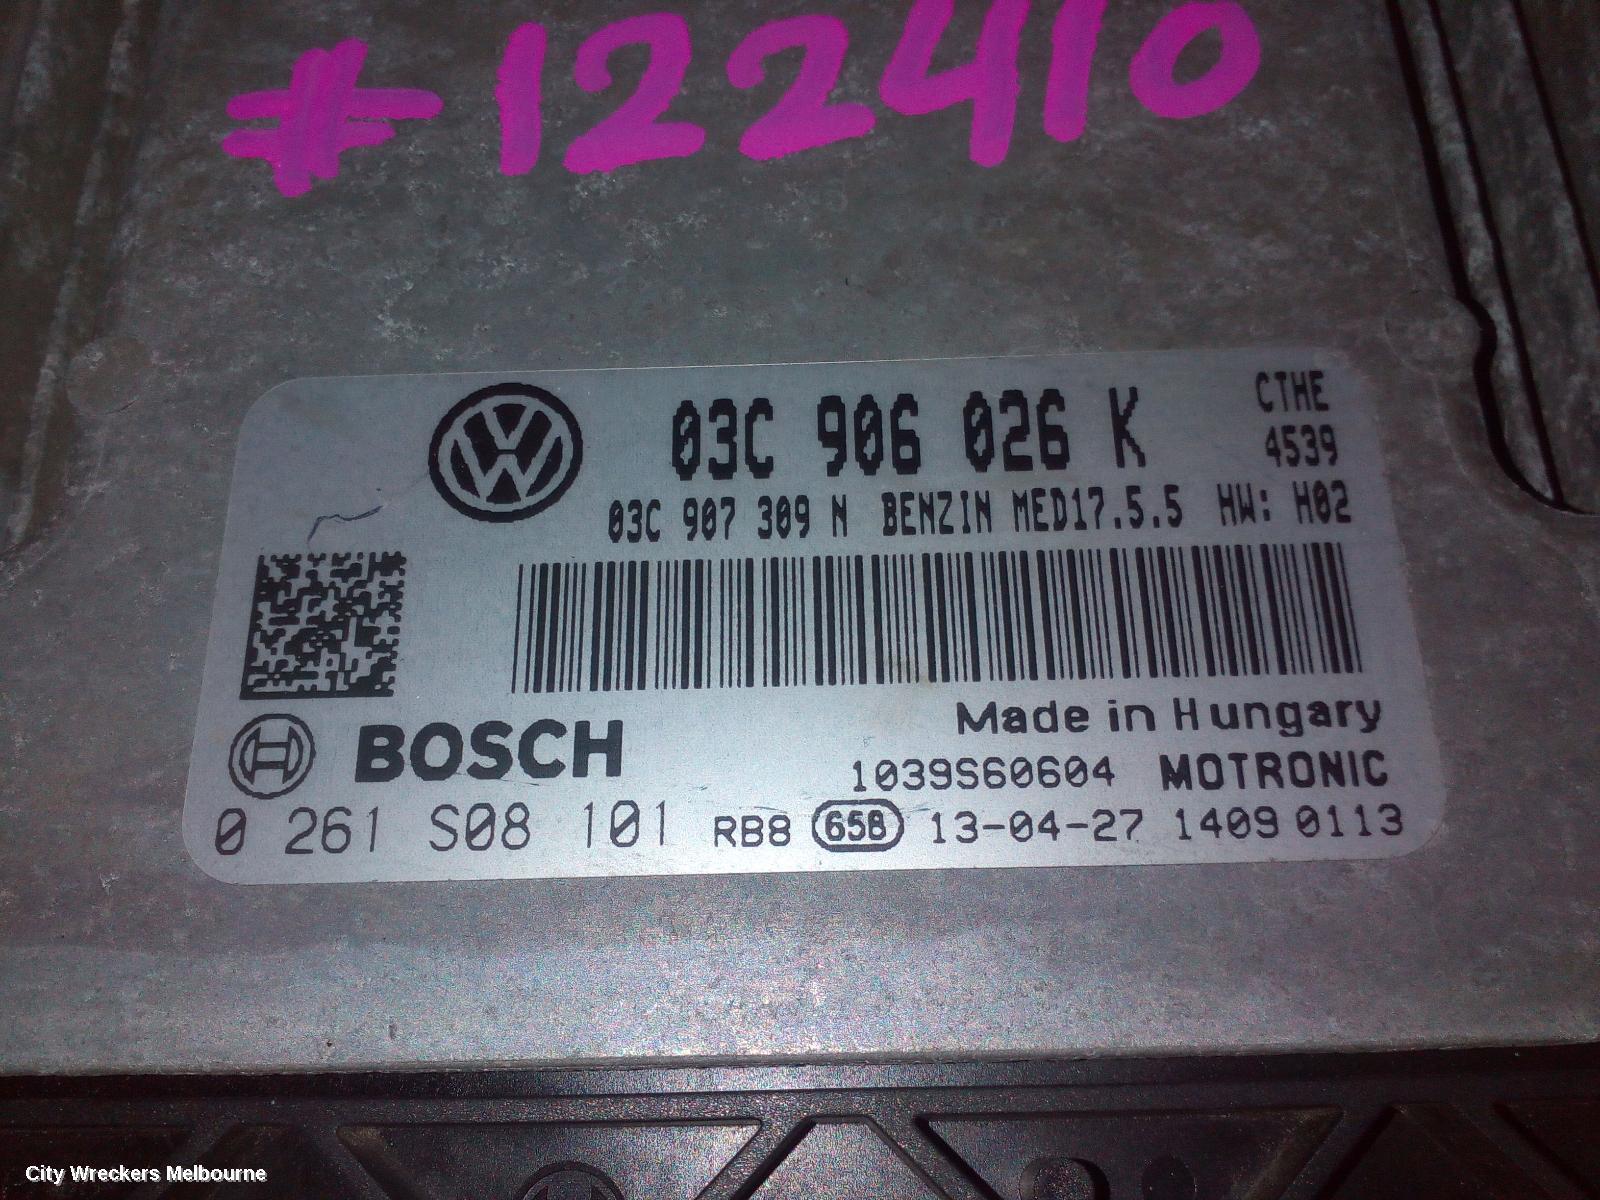 #122410
03C 906 026 K
CTHE
4539
03C 907 309 N BENZIN MED17.5.5 HW: H02
Made in Hungary
BOSCH
1039S60604 MOTRONIC
0 261 S08 101 RB8 658 13-04-27 1409 0113
City Wreckers Melbourne